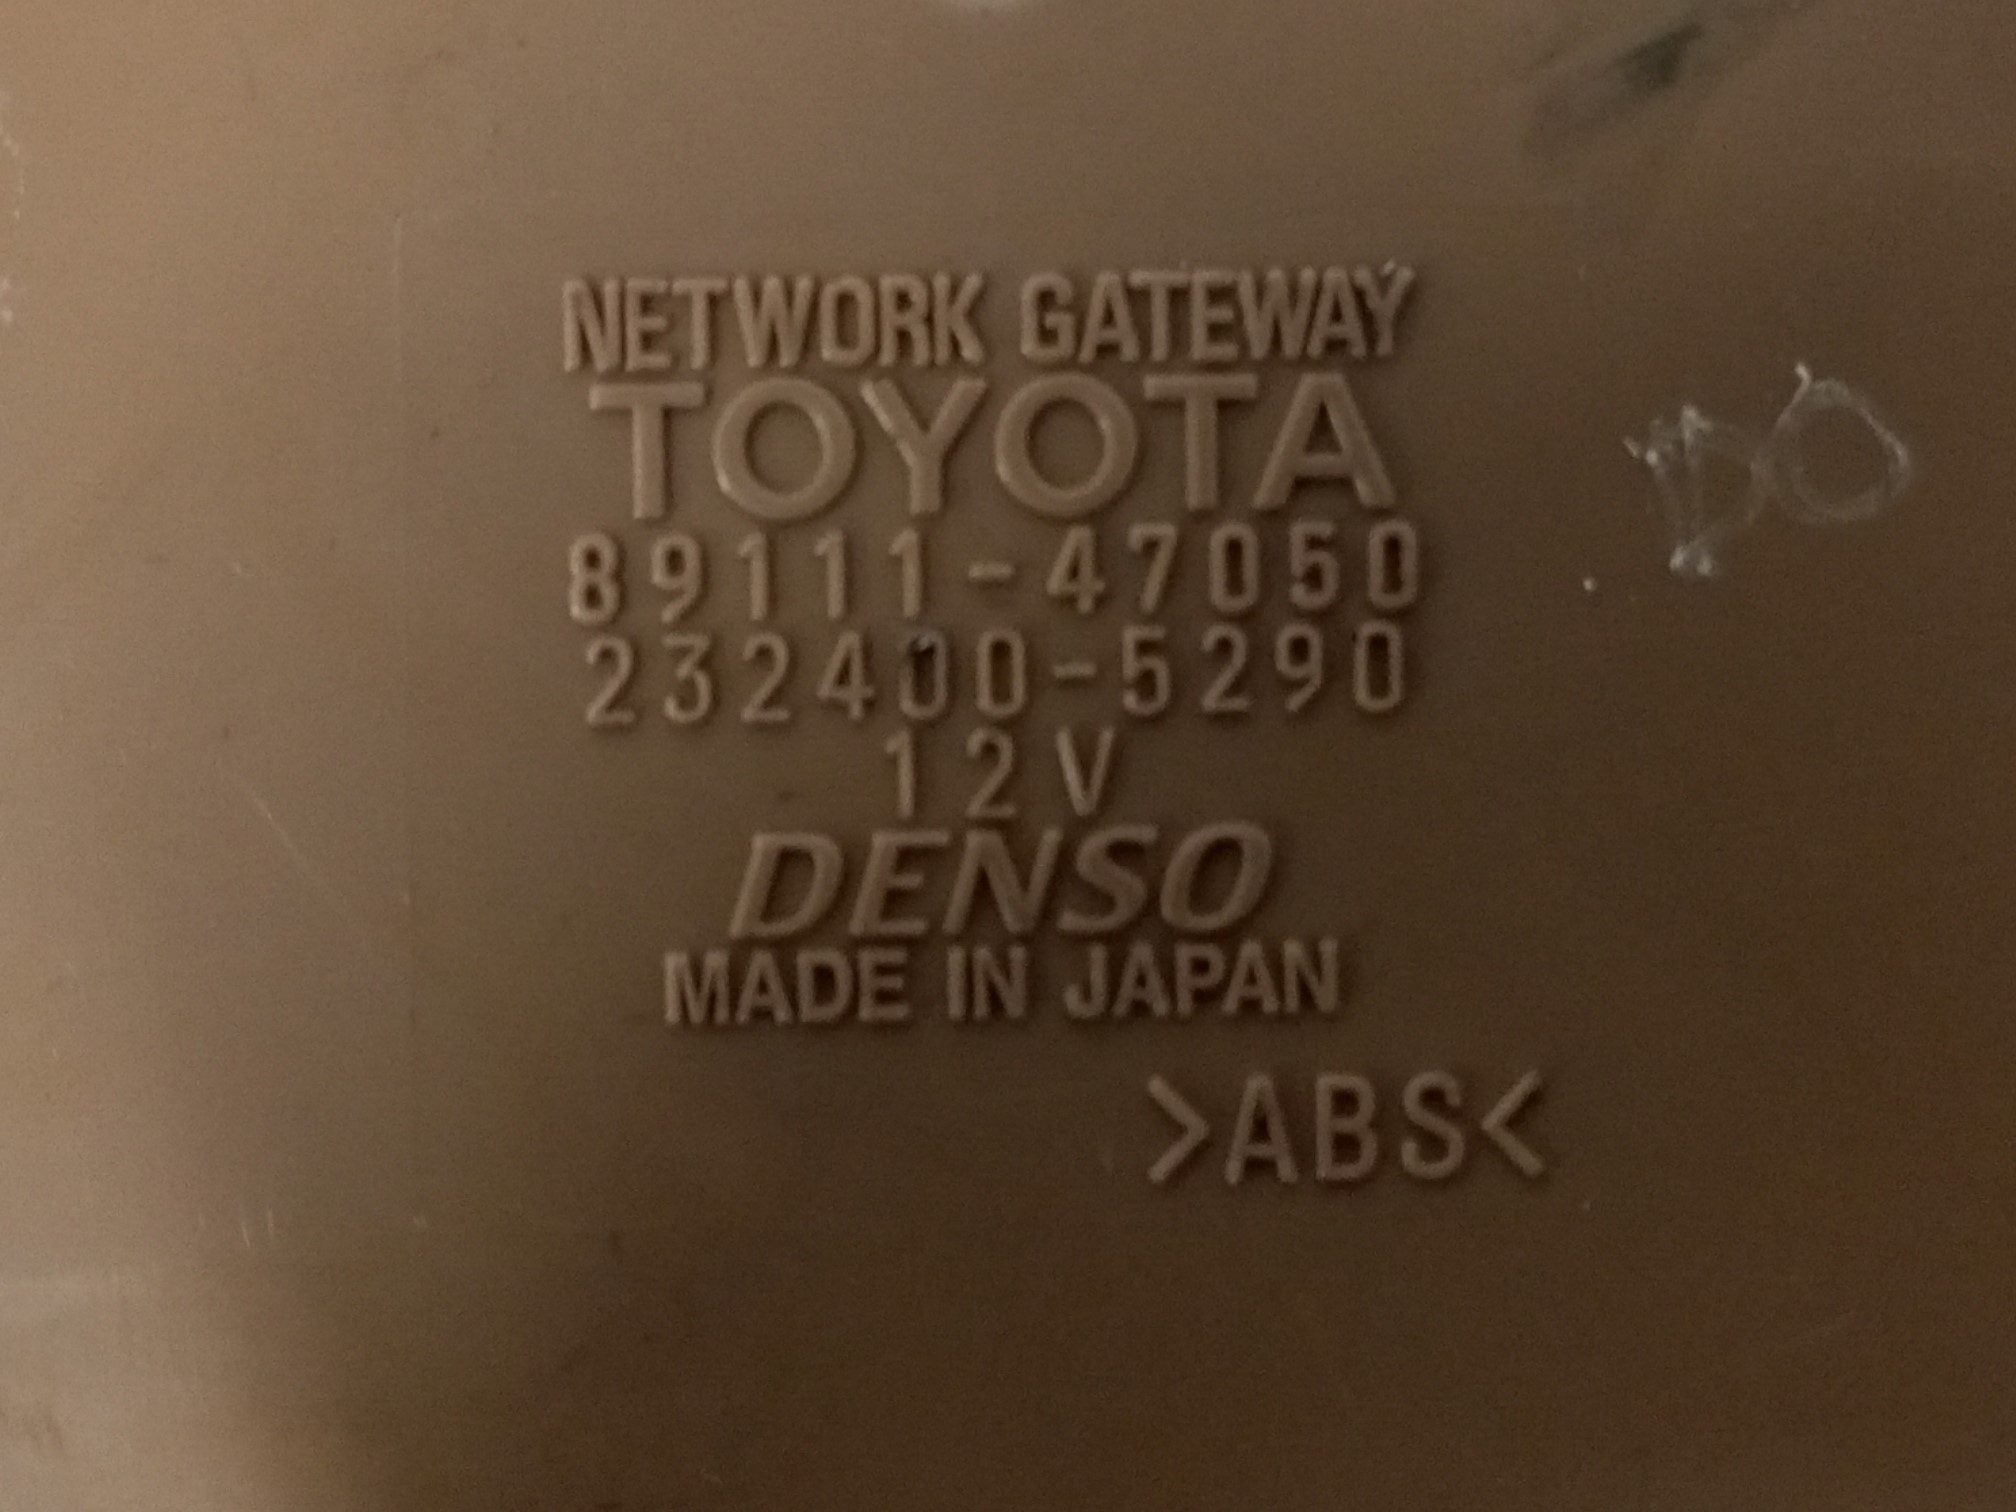 NETWORK GATEWAY
TOYOTA
89111-47050
232400-5290
12V
DENSO
MADE IN JAPAN
>ABS<